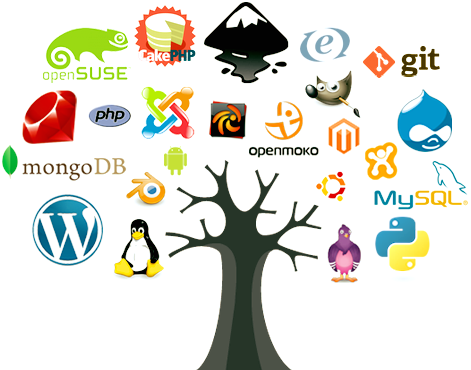 openSUSE
CakePHP
e
git
php
openmoko
mongoDB
MySQL®
W